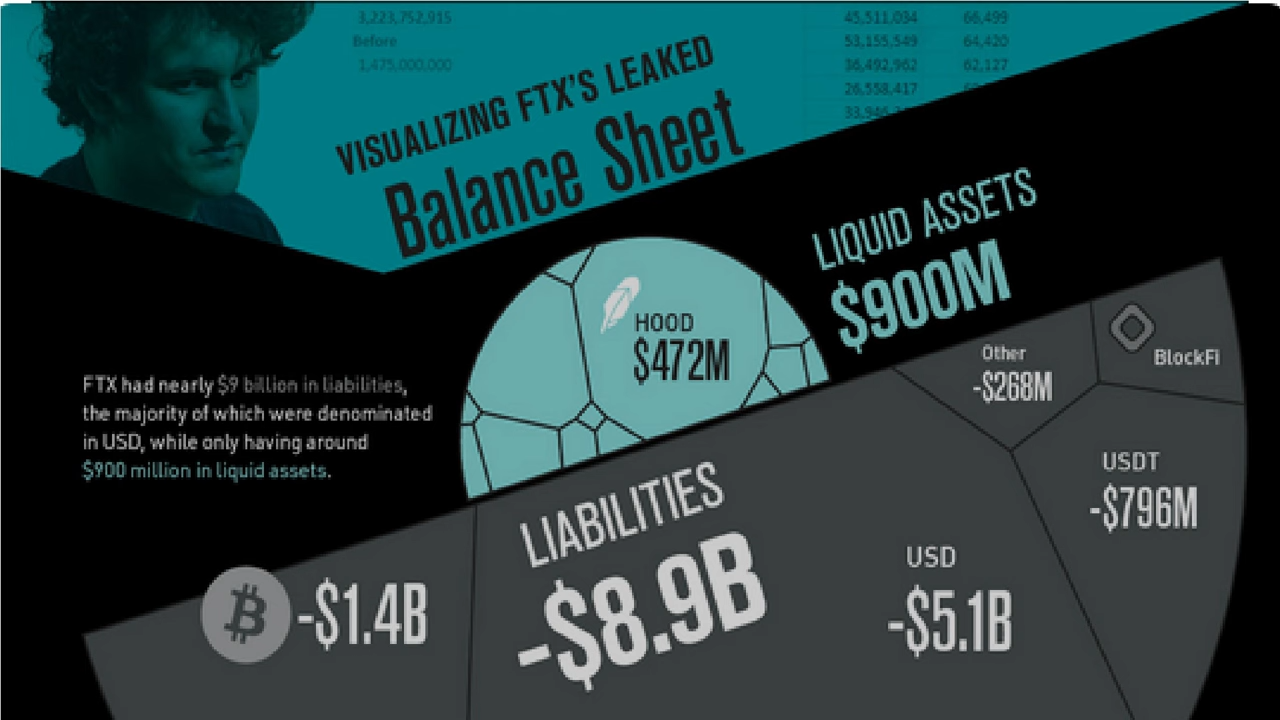 3,223,752,915
Before
1,475,000,000
45,511,034 66,499
53,155,549 64,420
36,492,962 62,127
26,558,417
VISUALIZING FTX'S LEAKED
Balance Sheet
LIQUID ASSETS
$900M
HOOD
$472M
FTX had nearly $9 billion in liabilities,
the majority of which were denominated
in USD, while only having around
$900 million in liquid assets.
Other
-$268M
BlockFi
USDT
-$796M
LIABILITIES
-$8.9B
USD
-$5.1B
-$1.4B